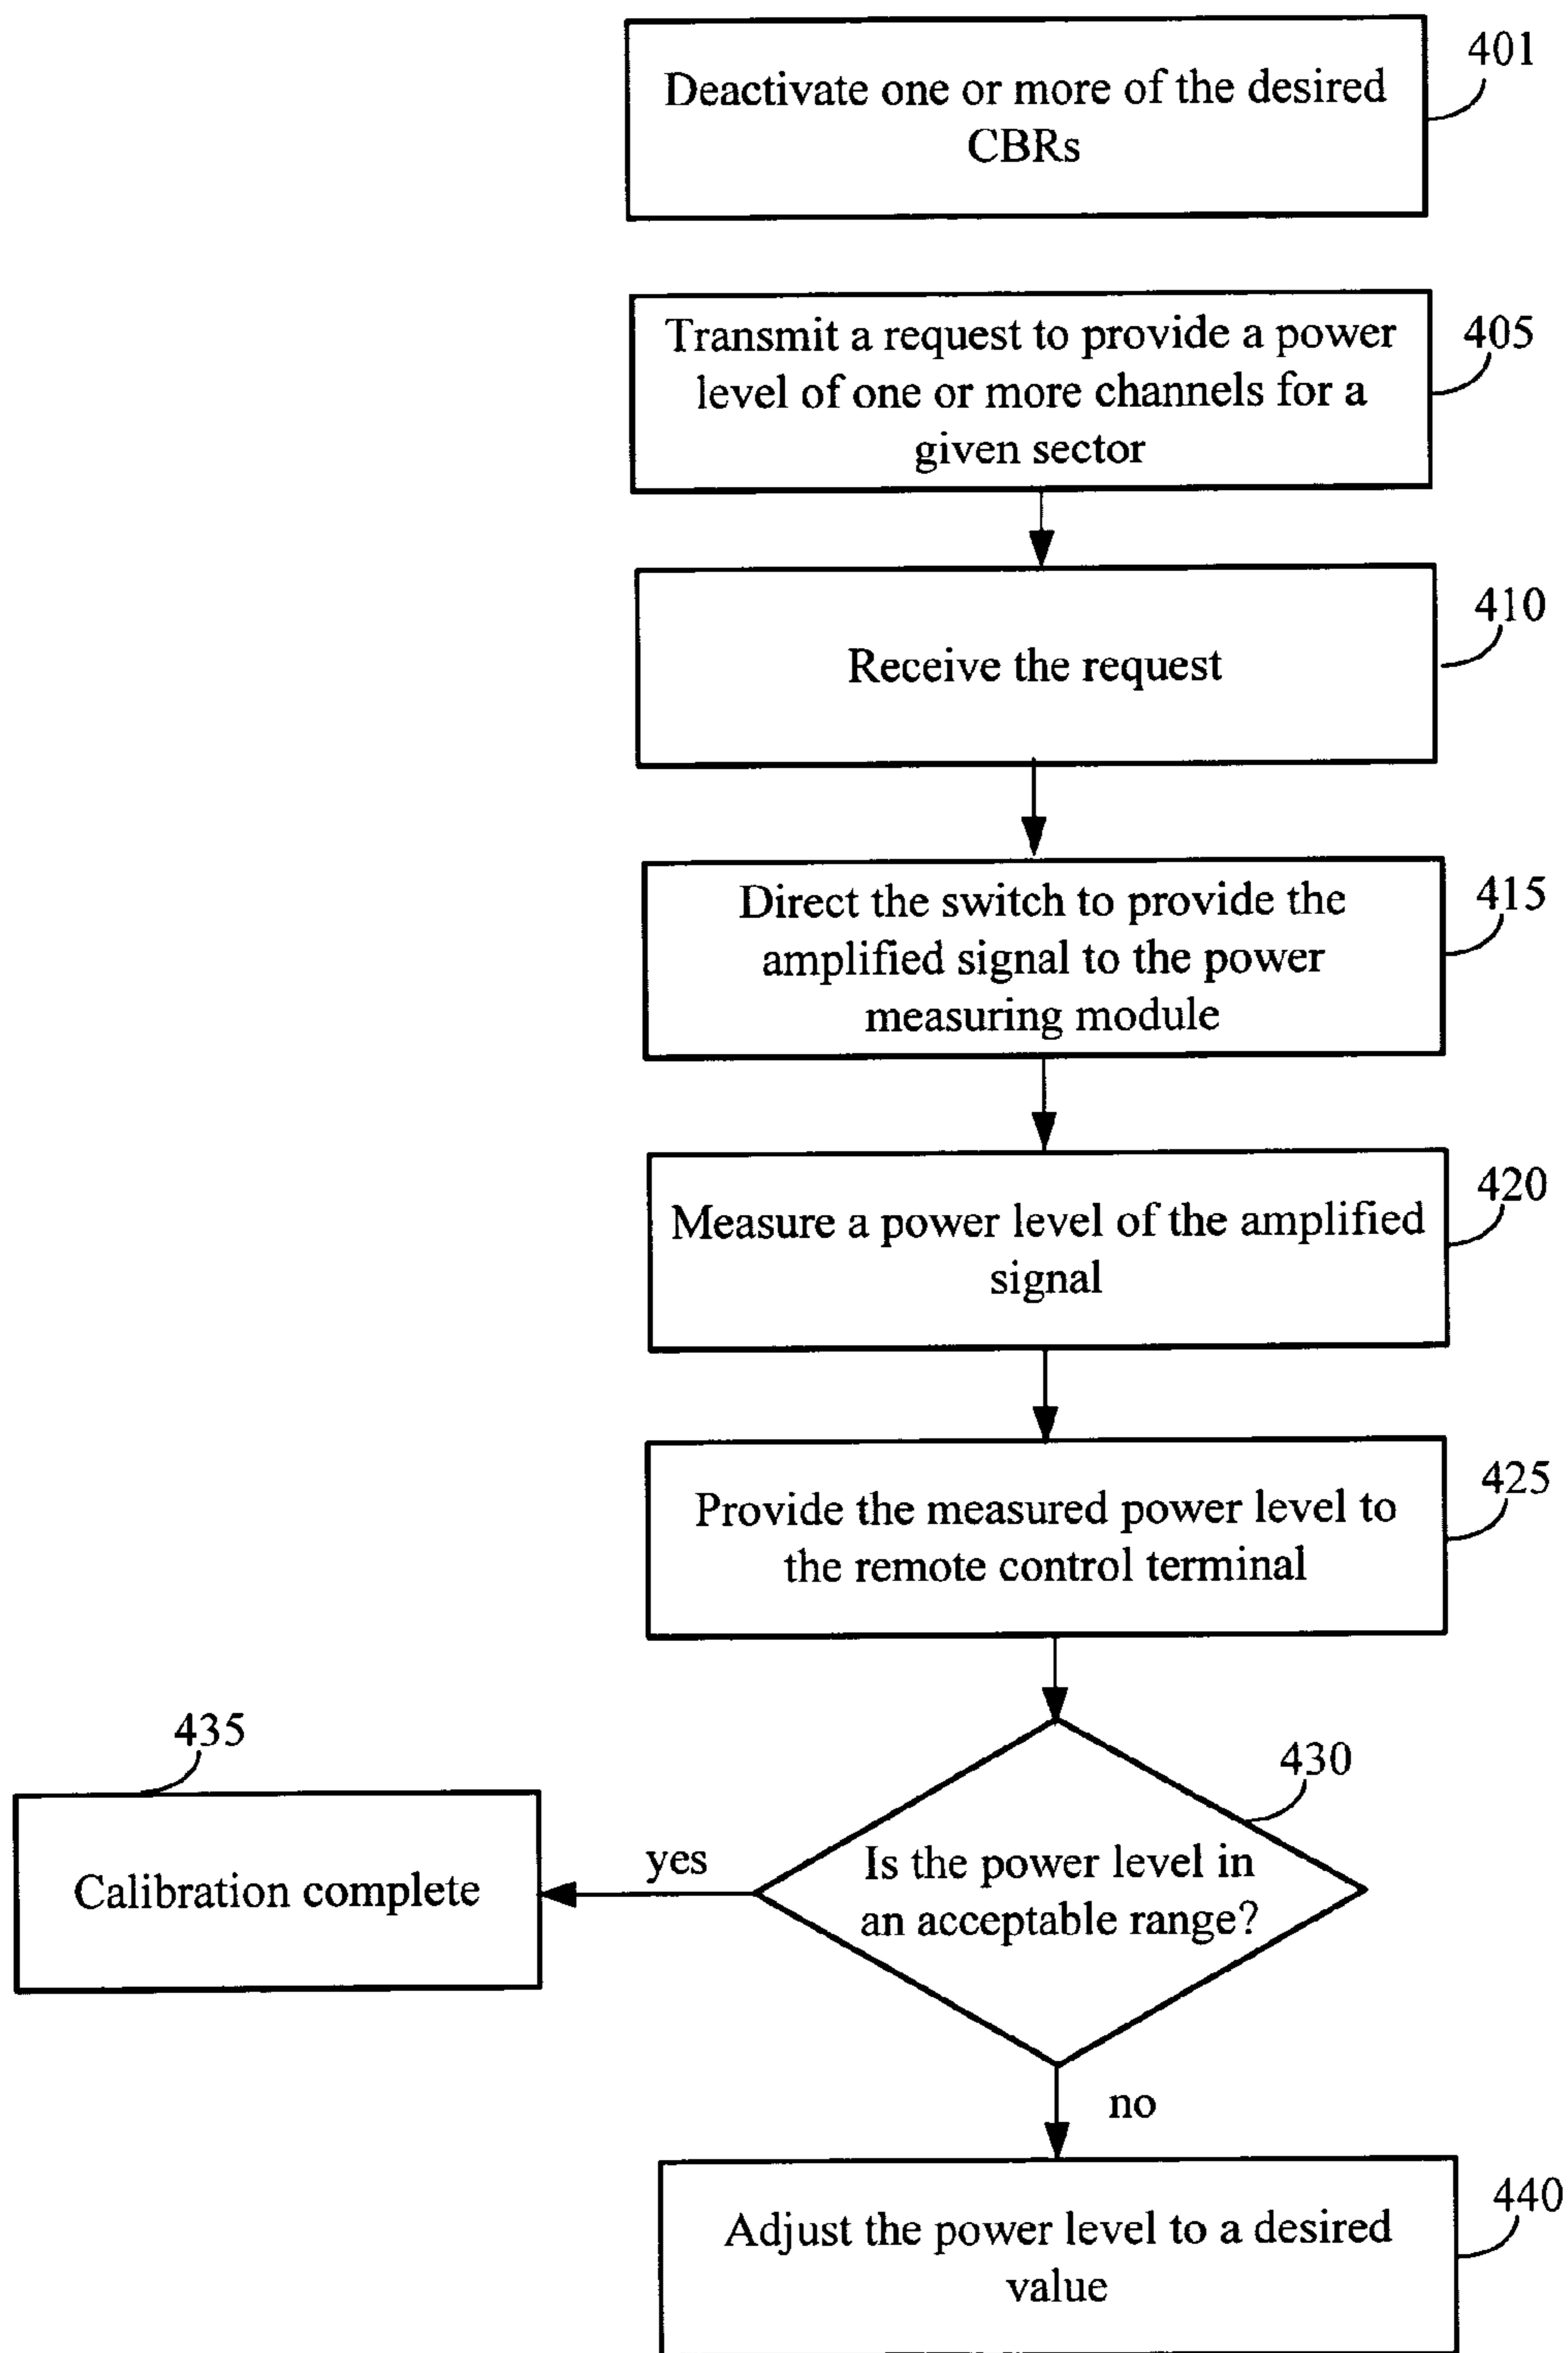 401
Deactivate one or more of the desired
CBRs
405
Transmit a request to provide a power
level of one or more channels for a
given sector
410
Receive the request
415
Direct the switch to provide the
amplified signal to the power
measuring module
420
Measure a power level of the amplified
signal
425
Provide the measured power level to
the remote control terminal
435
430
Calibration complete
yes
Is the power level in
an acceptable range?
no
440
Adjust the power level to a desired
value